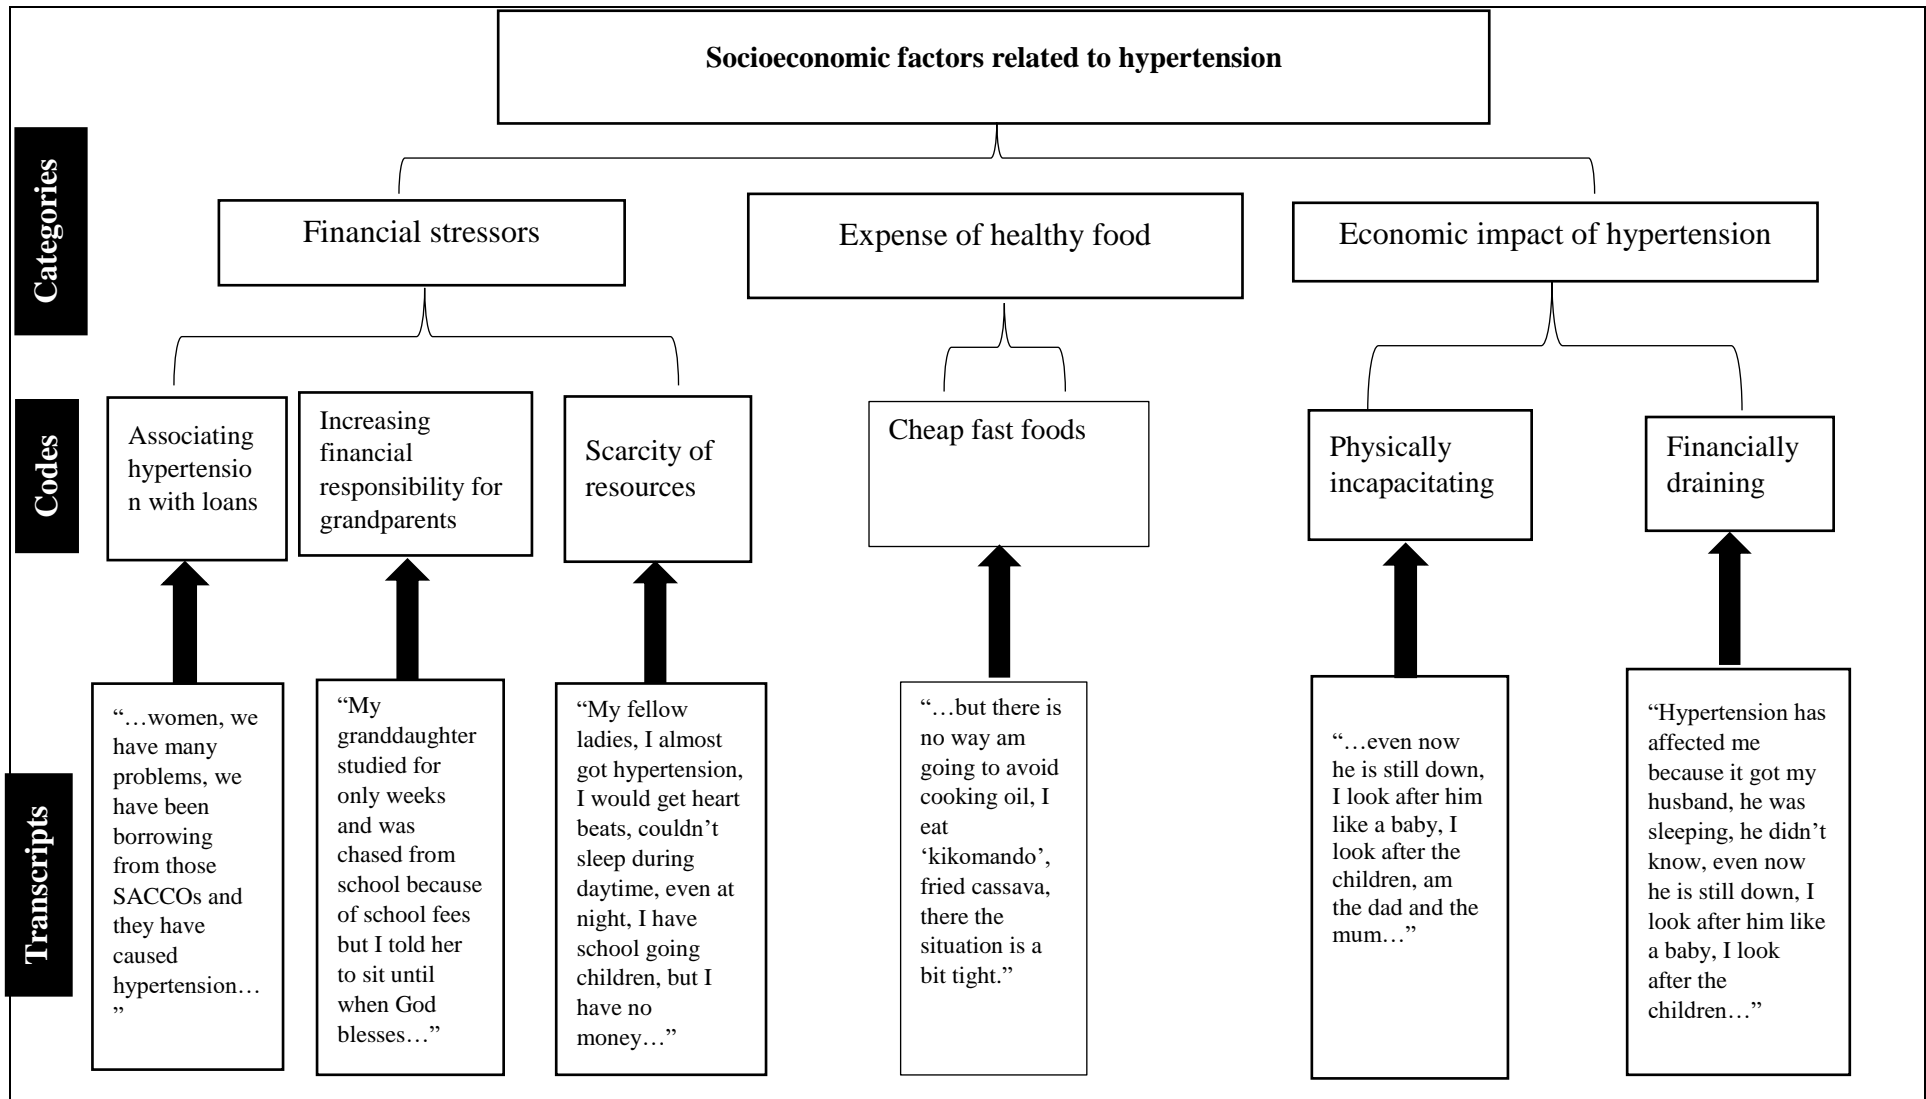 Socioeconomic factors related to hypertension
Categories
Financial stressors
Expense of healthy food
Economic impact of hypertension
Codes
Associating
hypertensio
n with loans
Increasing
financial
responsibility for
grandparents
Scarcity of
resources
Cheap fast foods
Physically
incapacitating
Financially
draining
Transcripts
“…women, we
have many
problems, we
have been
borrowing
from those
SACCOs and
they have
caused
hypertension…
”
“My
granddaughter
studied for
only weeks
and was
chased from
school because
of school fees
but I told her
to sit until
when God
blesses…”
“My fellow
ladies, I almost
got hypertension,
I would get heart
beats, couldn’t
sleep during
daytime, even at
night, I have
school going
children, but I
have no
money…”
“…but there is
no way am
going to avoid
cooking oil, I
eat
‘kikomando’,
fried cassava,
there the
situation is a
bit tight.”
“…even now
he is still down,
I look after him
like a baby, I
look after the
children, am
the dad and the
mum…”
“Hypertension has
affected me
because it got my
husband, he was
sleeping, he didn’t
know, even now
he is still down, I
look after him like
a baby, I look
after the
children…”